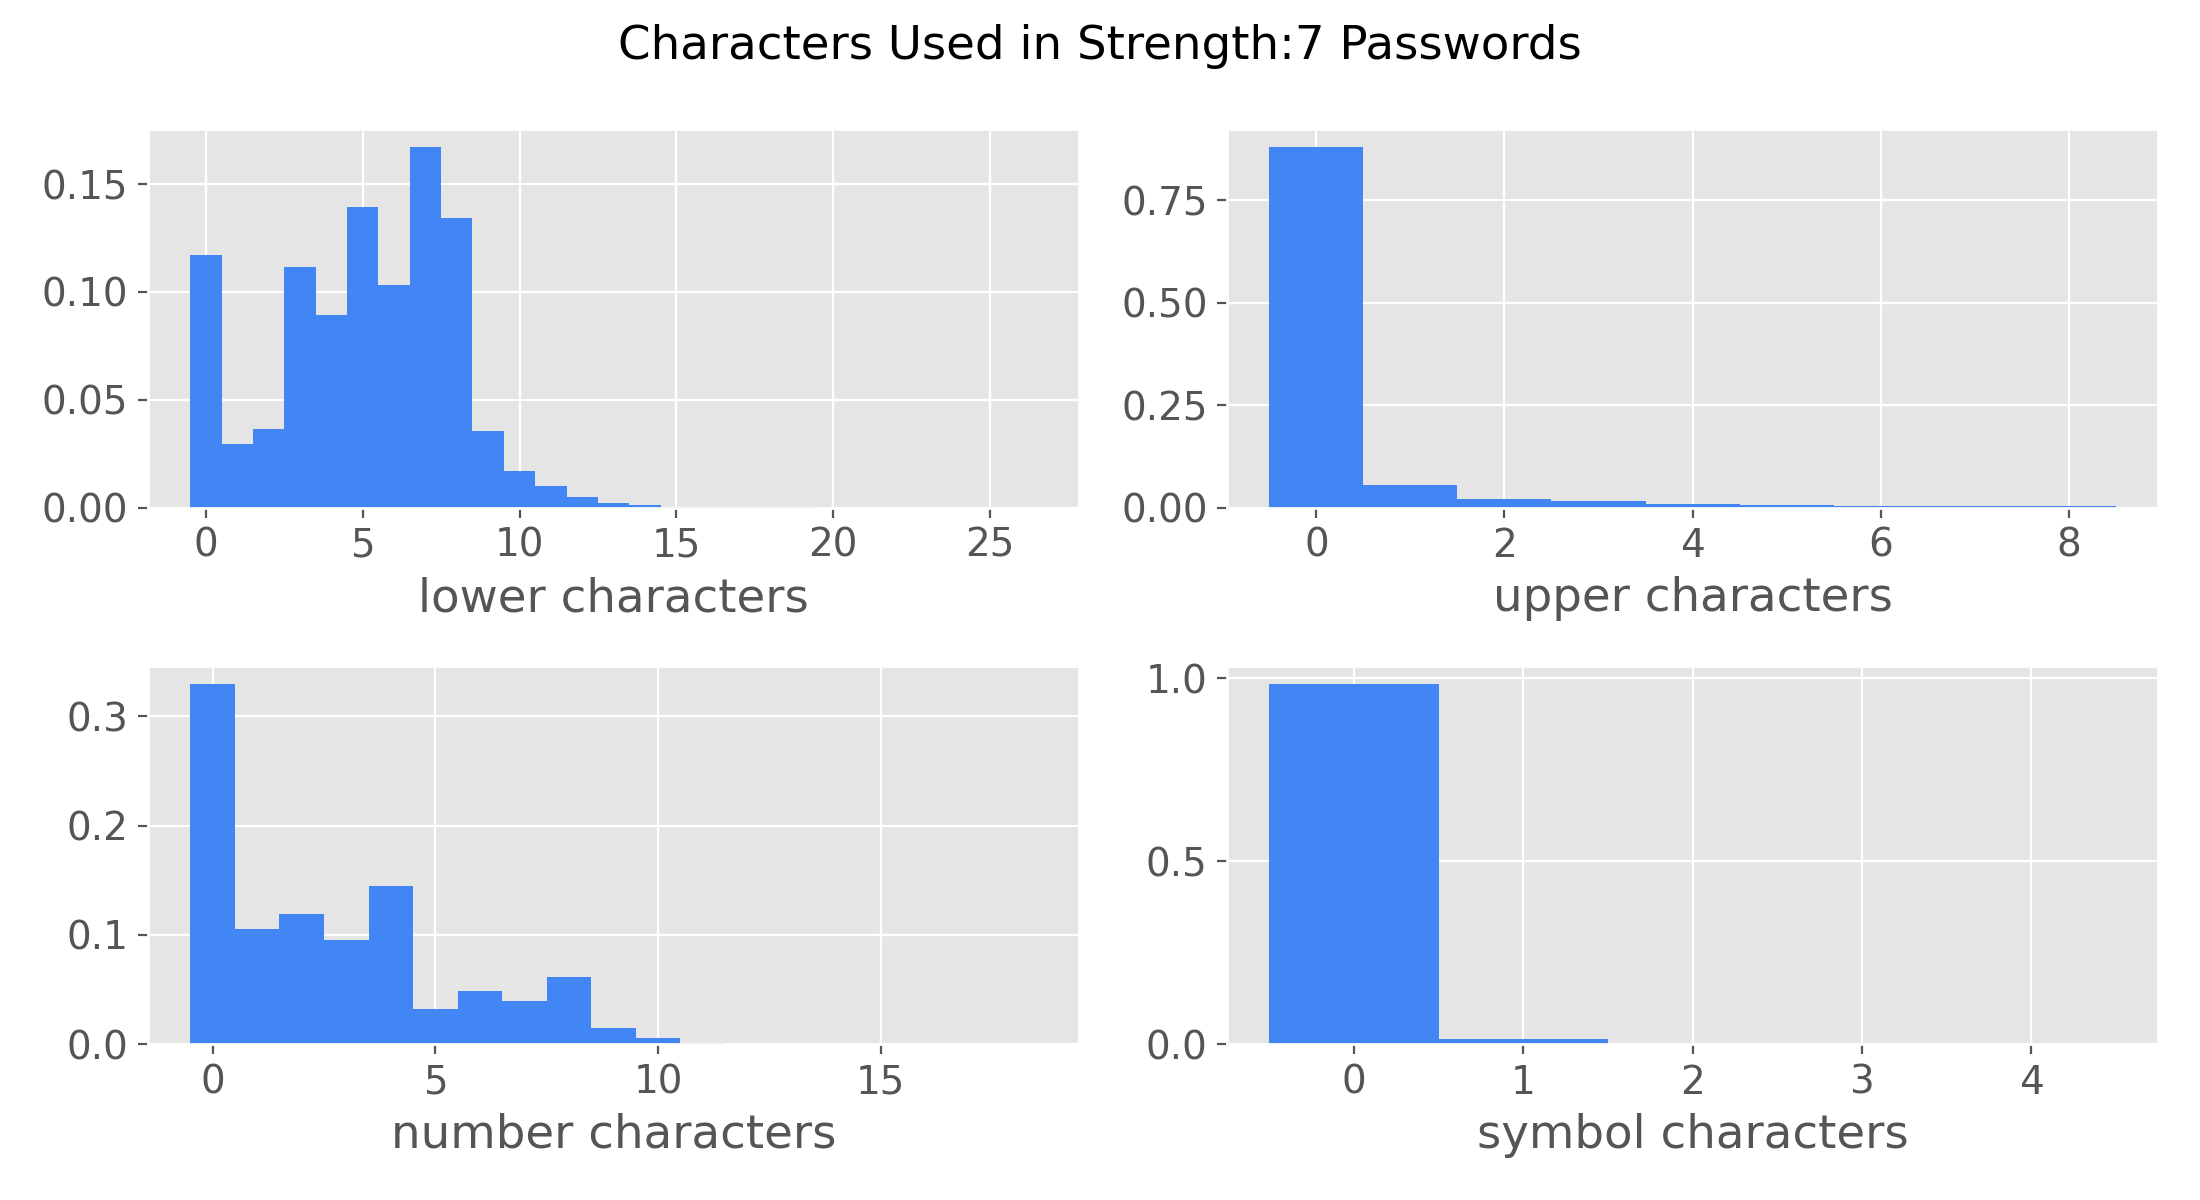 Characters Used in Strength:7 Passwords
0.15
0.10
0.05
0.00
0 5 10 15 20 25
lower characters
0.75
0.50
0.25
0.00
0 2 4 6 8
upper characters
0.3
0.2
0.1
0.0
0 5 10 15
number characters
1.0
0.5
0.0
0 1 2 3 4
symbol characters